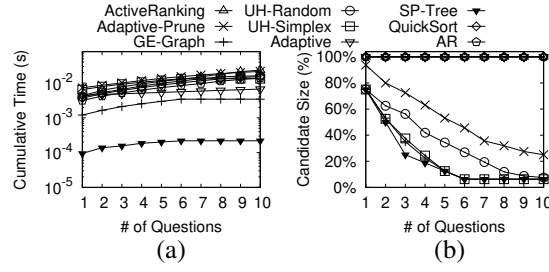 ActiveRanking UH-Random SP-Tree
Adaptive-Prune UH-Simplex QuickSort
GE-Graph Adaptive AR
Cumulative Time (s)
10^-2
10^-3
10^-4
10^-5
1 2 3 4 5 6 7 8 9 10
# of Questions
(a)
Candidate Size (%)
100%
80%
60%
40%
20%
0%
1 2 3 4 5 6 7 8 9 10
# of Questions
(b)